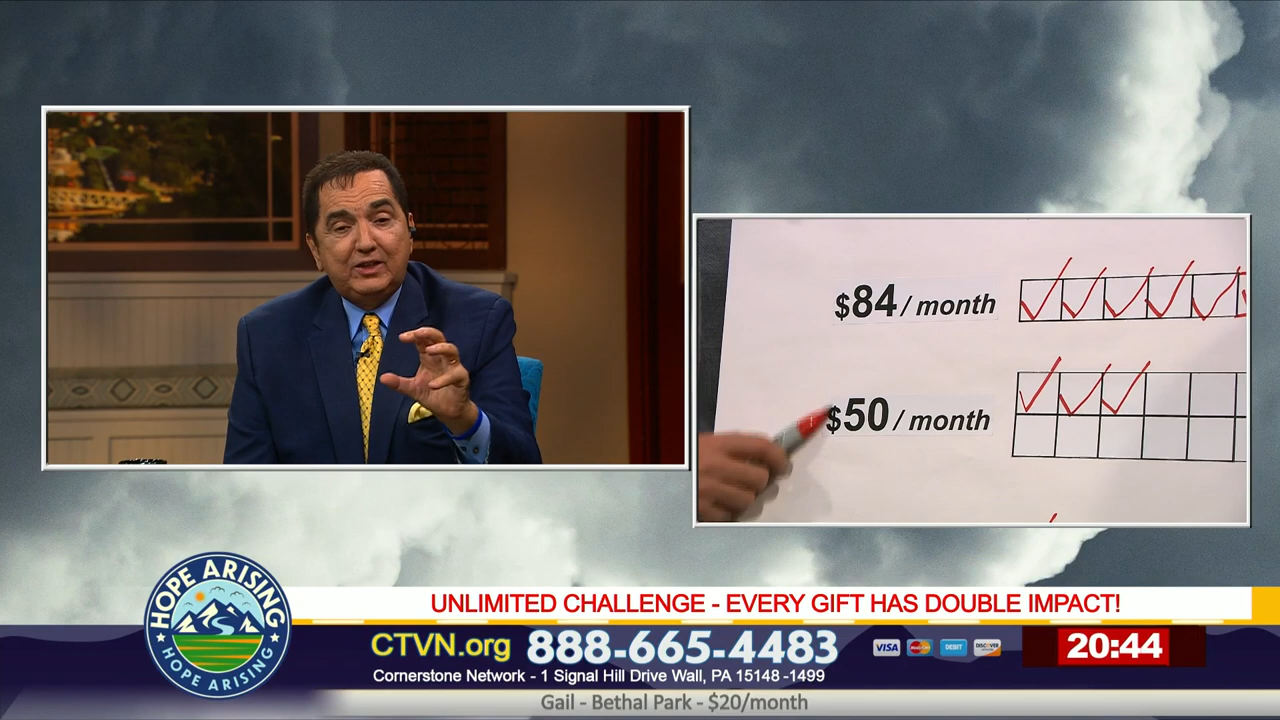 $84 / month
$50 / month
HOPE ARISING
HOPE ARISING
UNLIMITED CHALLENGE - EVERY GIFT HAS DOUBLE IMPACT!
CTVN.org 888-665-4483
VISA MasterCard DEBIT DISCOVER
20:44
Cornerstone Network - 1 Signal Hill Drive Wall, PA 15148 -1499
Gail - Bethal Park - $20/month